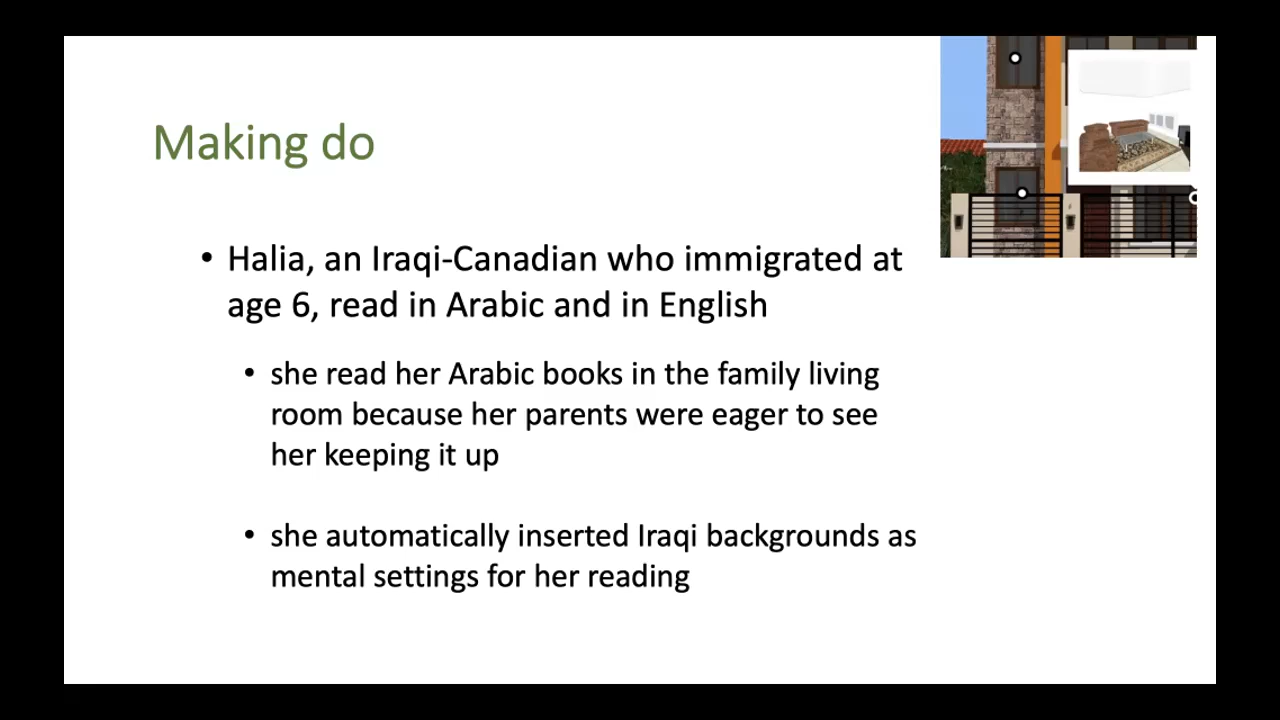 Making do
• Halia, an Iraqi-Canadian who immigrated at
age 6, read in Arabic and in English
• she read her Arabic books in the family living
room because her parents were eager to see
her keeping it up
• she automatically inserted Iraqi backgrounds as
mental settings for her reading